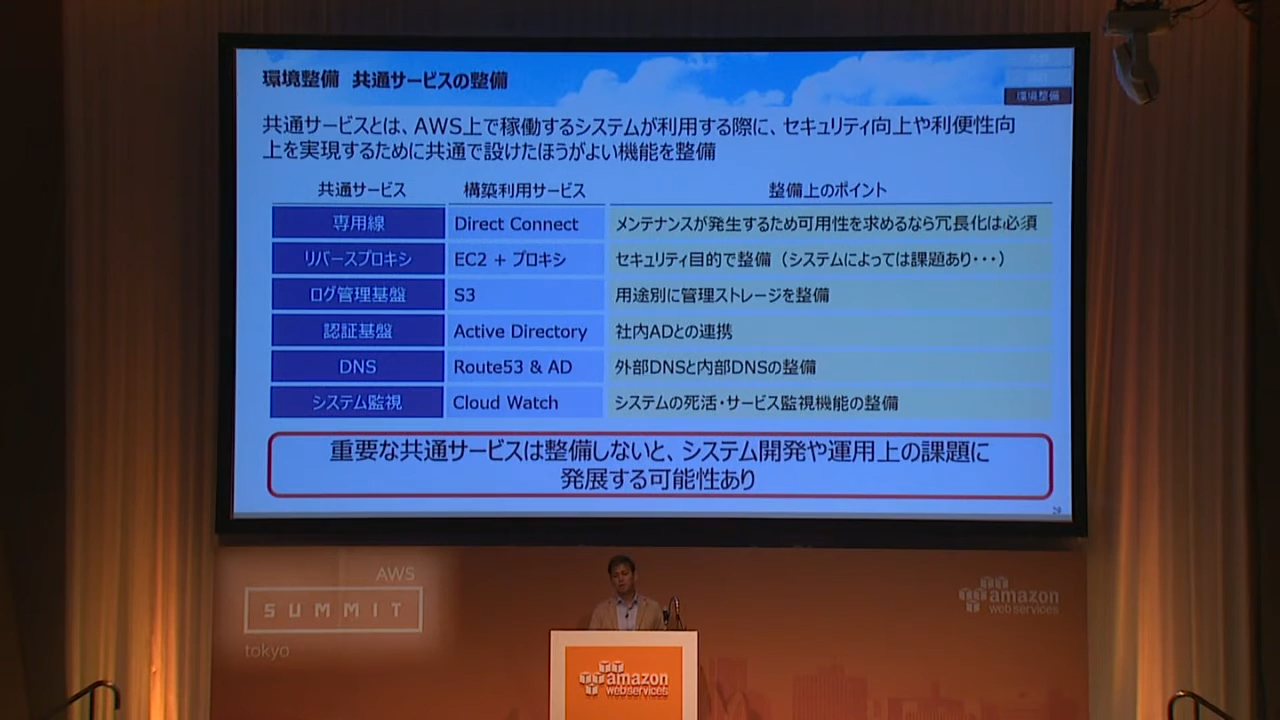 環境整備 共通サービスの整備
環境整備
共通サービスとは、AWS上で稼働するシステムが利用する際に、セキュリティ向上や利便性向
上を実現するために共通で設けたほうがよい機能を整備
共通サービス 構築利用サービス 整備上のポイント
専用線 Direct Connect メンテナンスが発生するため可用性を求めるなら冗長化は必須
リバースプロキシ EC2 + プロキシ セキュリティ目的で整備（システムによっては課題あり・・・）
ログ管理基盤 S3 用途別に管理ストレージを整備
認証基盤 Active Directory 社内ADとの連携
DNS Route53 & AD 外部DNSと内部DNSの整備
システム監視 Cloud Watch システムの死活・サービス監視機能の整備
重要な共通サービスは整備しないと、システム開発や運用上の課題に
発展する可能性あり
AWS
SUMMIT
tokyo
amazon
webservices
amazon
webservices